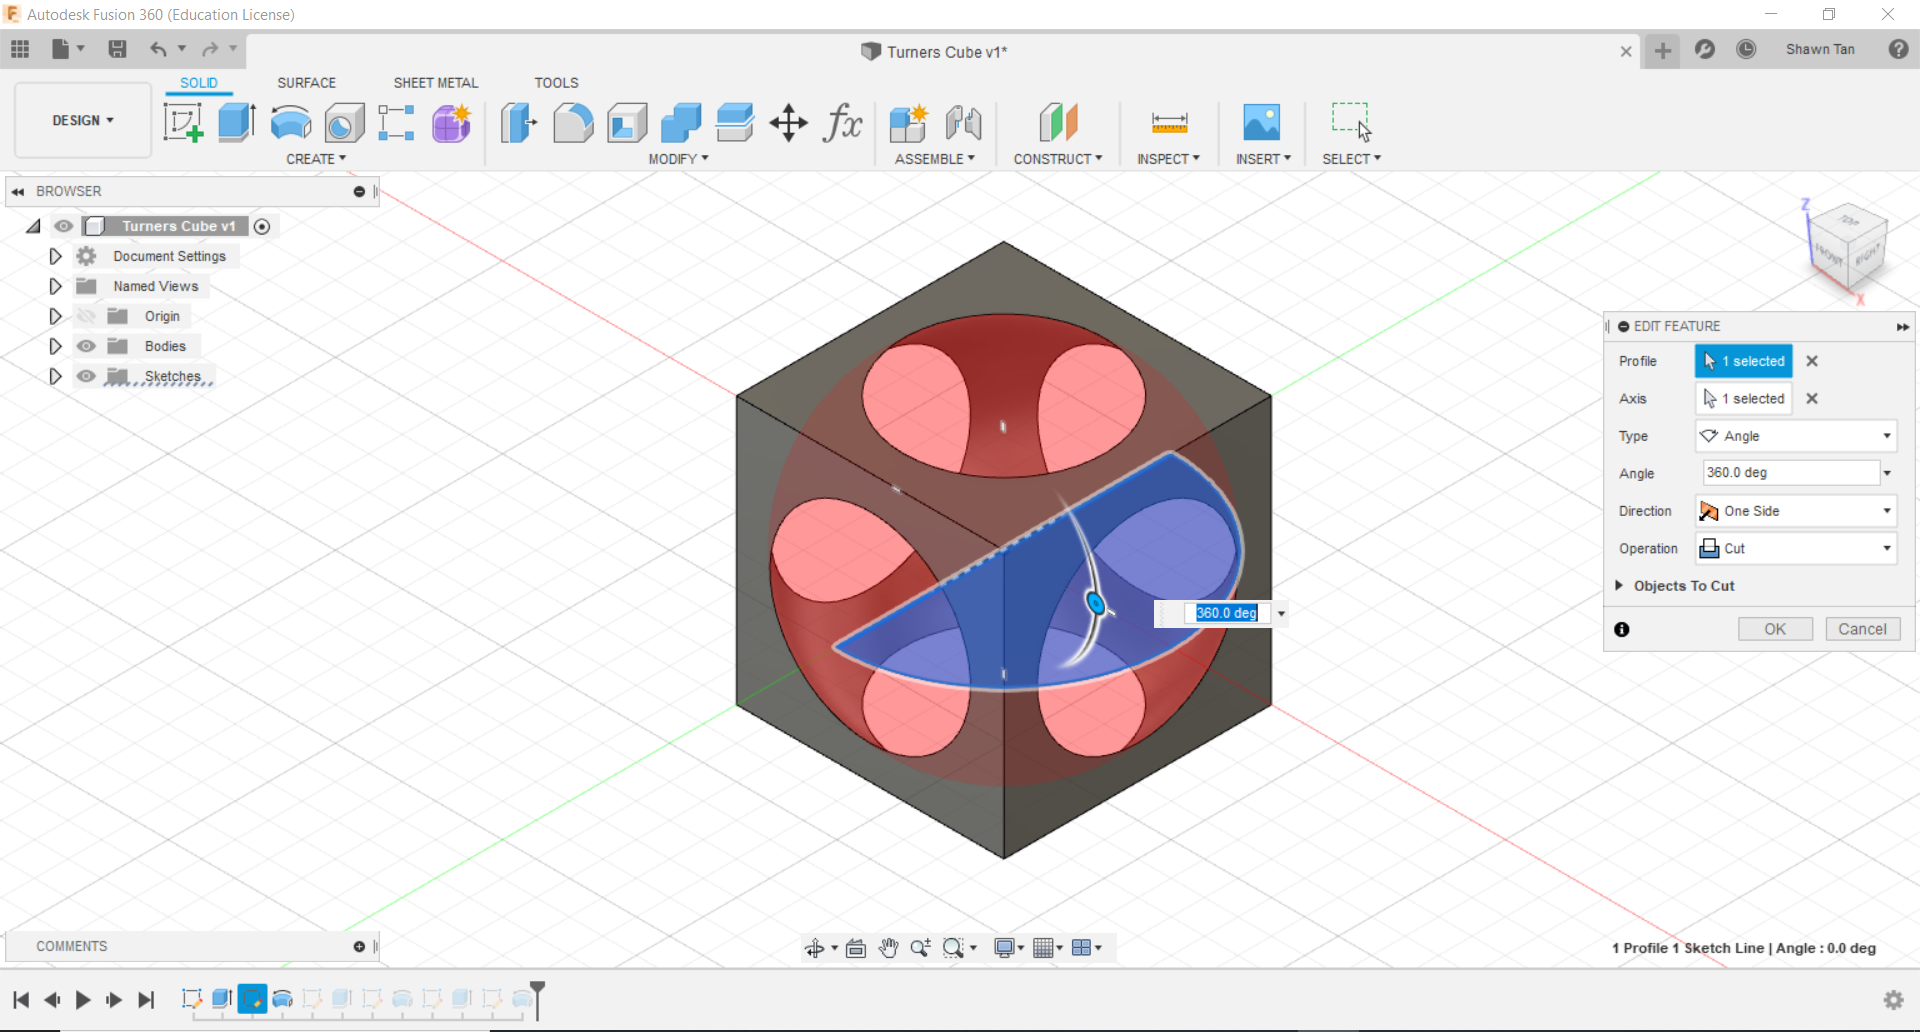 Autodesk Fusion 360 (Education License)
Turners Cube v1*
Shawn Tan
SOLID SURFACE SHEET METAL TOOLS
DESIGN
CREATE MODIFY ASSEMBLE CONSTRUCT INSPECT INSERT SELECT
BROWSER
Turners Cube v1
Document Settings
Named Views
Origin
Bodies
Sketches
Z
TOP
FRONT
RIGHT
X
EDIT FEATURE
Profile 1 selected
Axis 1 selected
Type Angle
Angle 360.0 deg
Direction One Side
Operation Cut
Objects To Cut
OK Cancel
360.0 deg
COMMENTS
1 Profile 1 Sketch Line | Angle : 0.0 deg